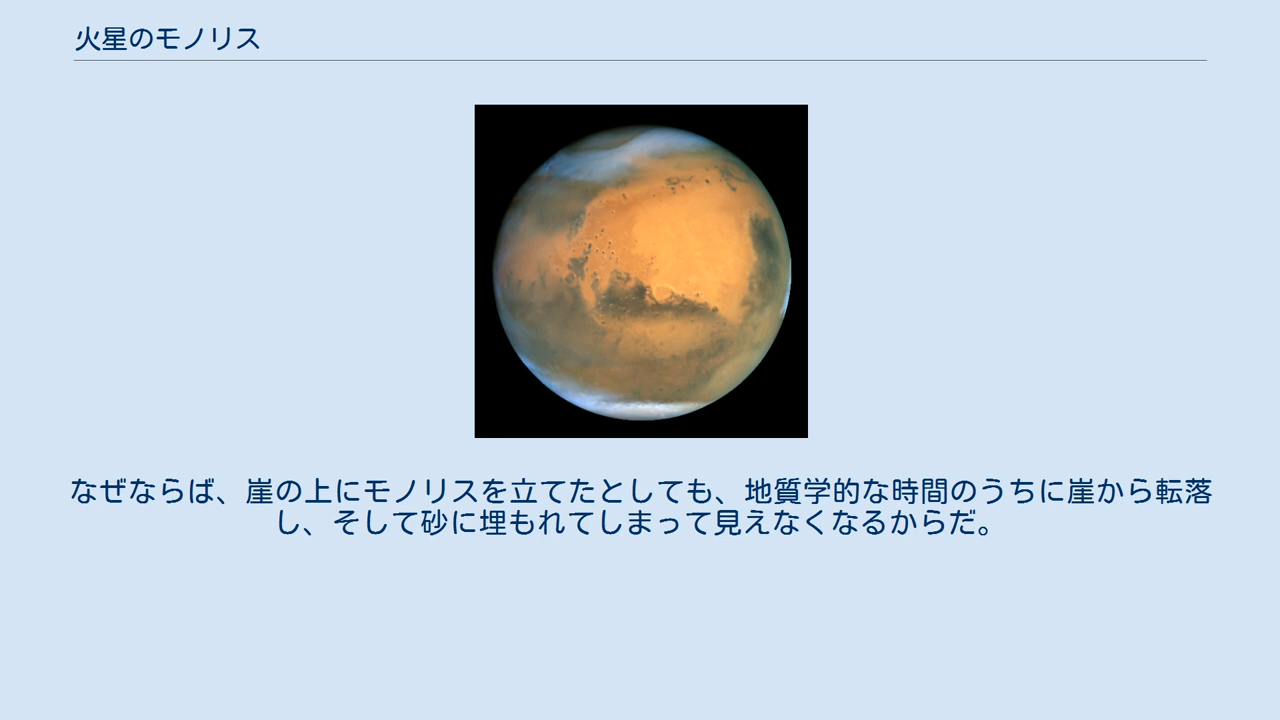 火星のモノリス
なぜならば、崖の上にモノリスを立てたとしても、地質学的な時間のうちに崖から転落
し、そして砂に埋もれてしまって見えなくなるからだ。